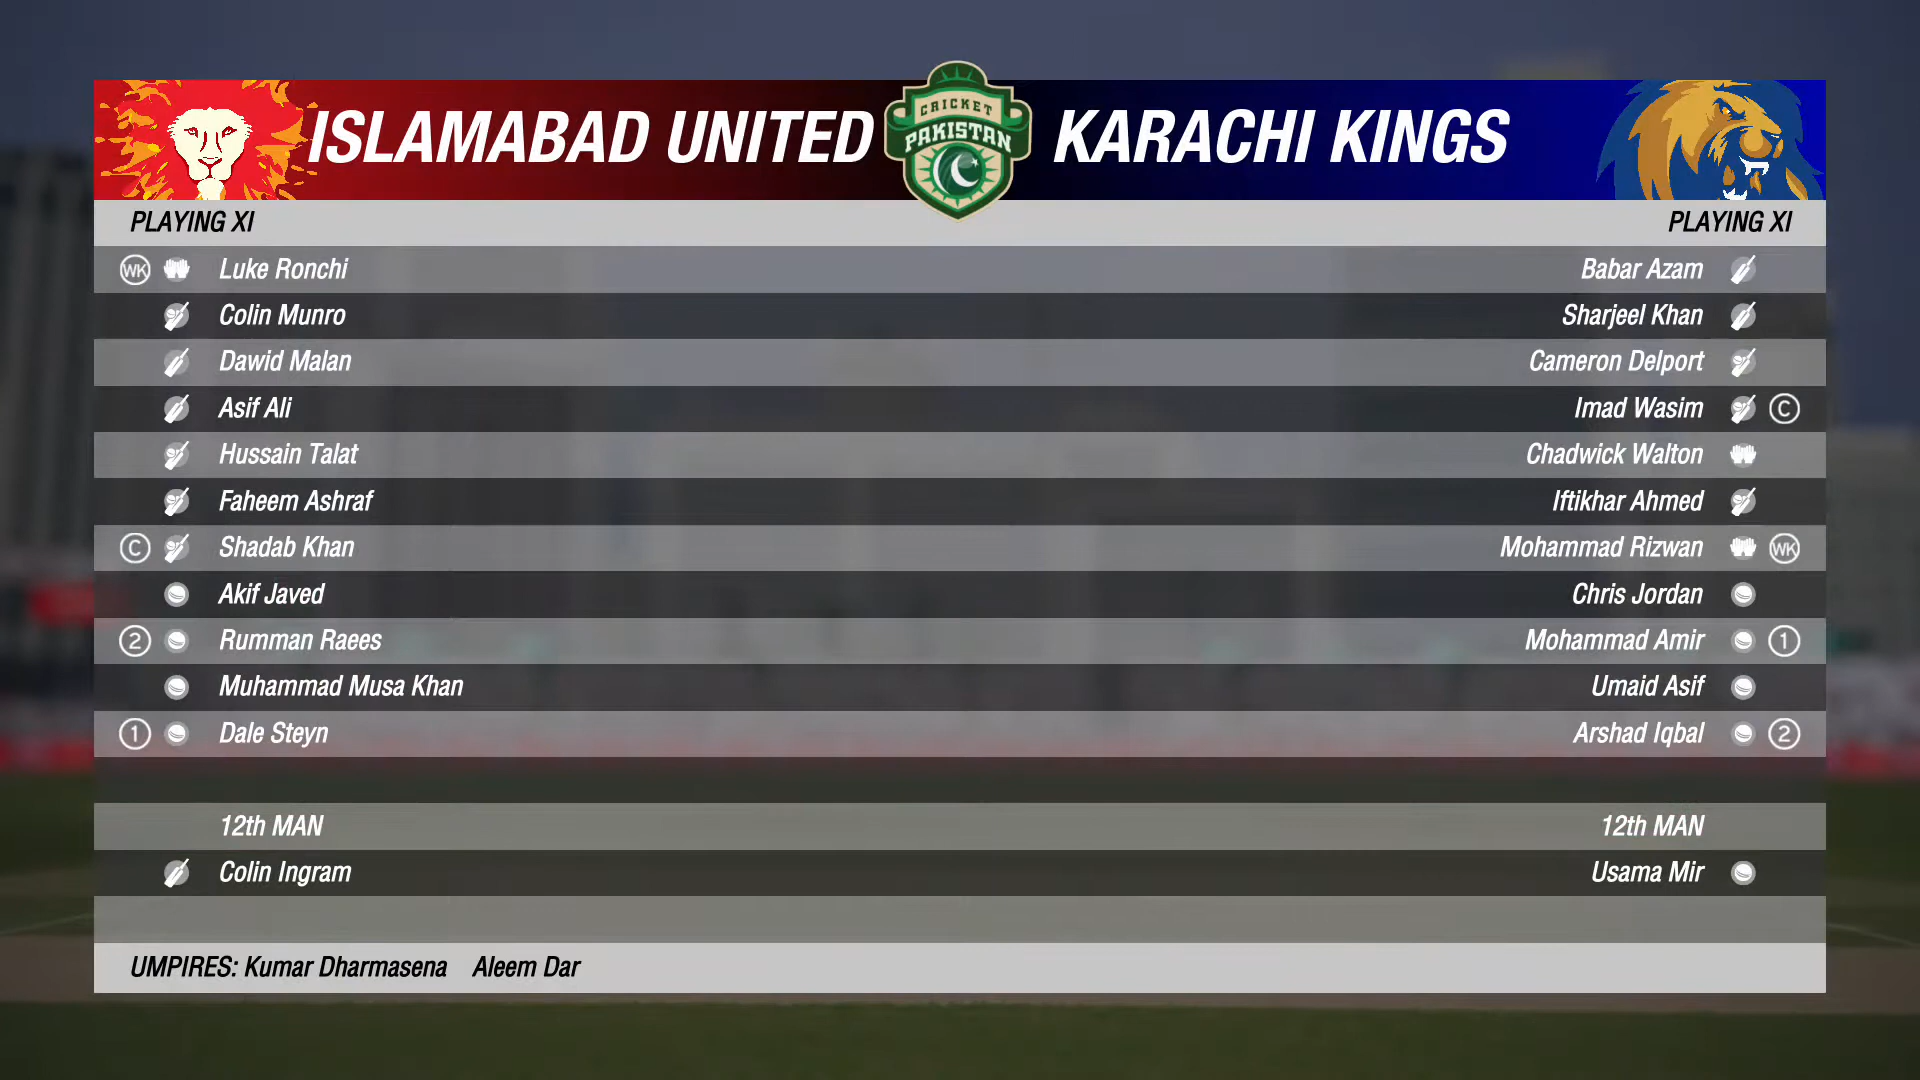 ISLAMABAD UNITED
CRICKET
PAKISTAN
KARACHI KINGS
PLAYING XI
PLAYING XI
WK Luke Ronchi
Babar Azam
Colin Munro
Sharjeel Khan
Dawid Malan
Cameron Delport
Asif Ali
Imad Wasim C
Hussain Talat
Chadwick Walton
Faheem Ashraf
Iftikhar Ahmed
C Shadab Khan
Mohammad Rizwan WK
Akif Javed
Chris Jordan
2 Rumman Raees
Mohammad Amir 1
Muhammad Musa Khan
Umaid Asif
1 Dale Steyn
Arshad Iqbal 2
12th MAN
12th MAN
Colin Ingram
Usama Mir
UMPIRES: Kumar Dharmasena Aleem Dar